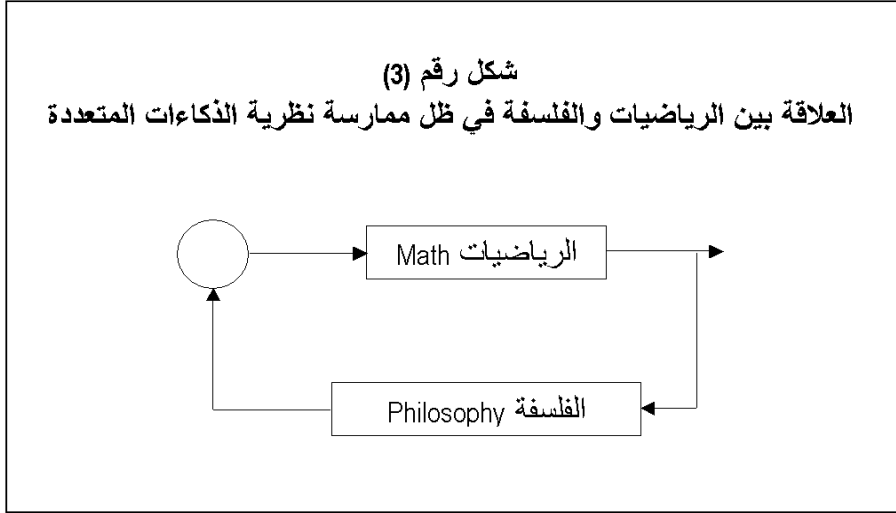 شكل رقم (3)
العلاقة بين الرياضيات والفلسفة في ظل ممارسة نظرية الذكاءات المتعددة
الرياضيات Math
الفلسفة Philosophy